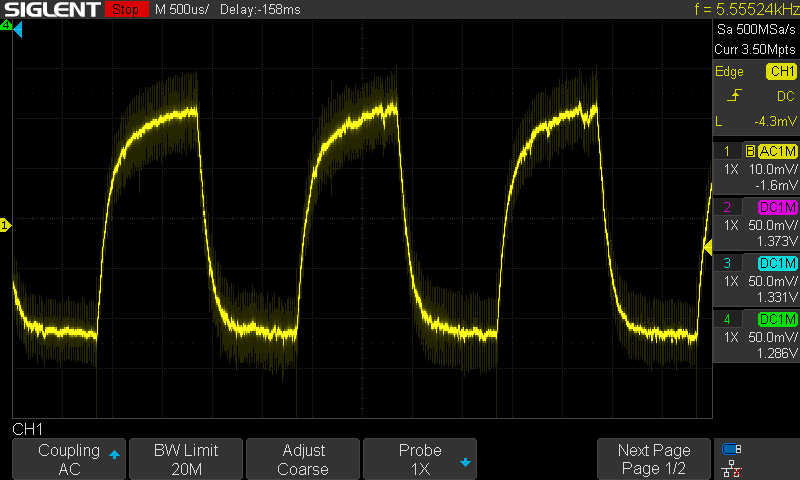 SIGLENT Stop M 500us/ Delay:-158ms f = 5.55524kHz
Sa 500MSa/s
Curr 3.50Mpts
Edge CH1
DC
L -4.3mV
1 B AC1M
1X 10.0mV/
-1.6mV
2 DC1M
1X 50.0mV/
1.373V
3 DC1M
1X 50.0mV/
1.331V
4 DC1M
1X 50.0mV/
1.286V
4
1
CH1
Coupling
AC
BW Limit
20M
Adjust
Coarse
Probe
1X
Next Page
Page 1/2